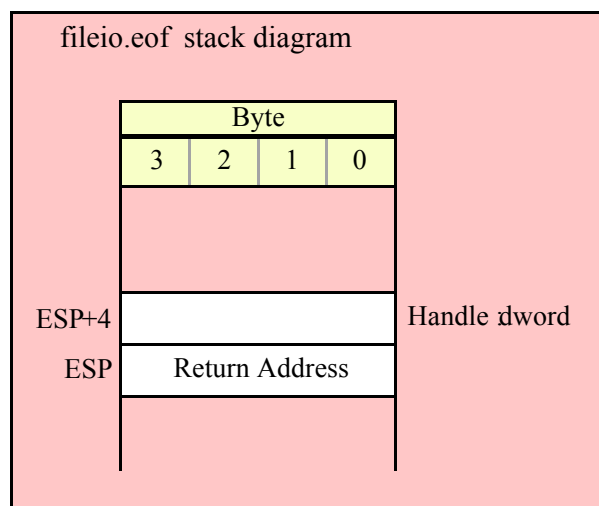 fileio.eof stack diagram
Byte
3 2 1 0
ESP+4 Handle :dword
ESP Return Address